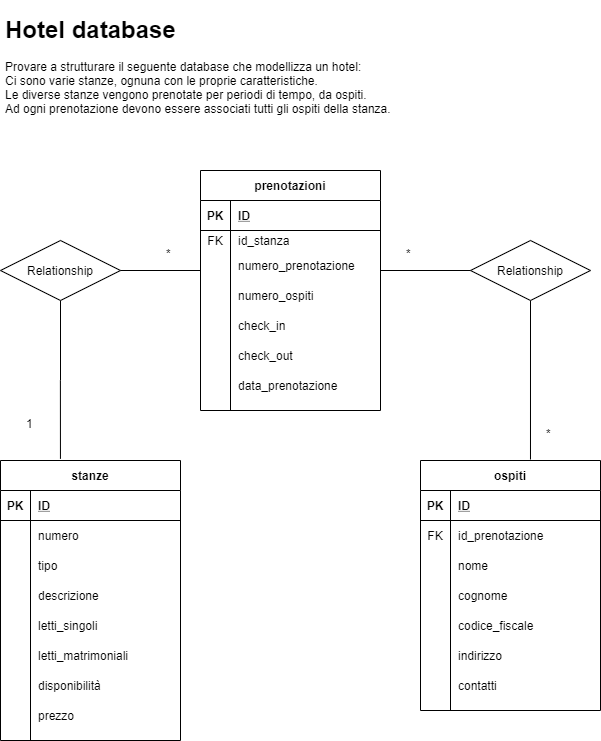 Hotel database
Provare a strutturare il seguente database che modellizza un hotel:
Ci sono varie stanze, ognuna con le proprie caratteristiche.
Le diverse stanze vengono prenotate per periodi di tempo, da ospiti.
Ad ogni prenotazione devono essere associati tutti gli ospiti della stanza.
prenotazioni
PK ID
FK id_stanza
numero_prenotazione
numero_ospiti
check_in
check_out
data_prenotazione
Relationship
*
*
Relationship
1
*
stanze
PK ID
numero
tipo
descrizione
letti_singoli
letti_matrimoniali
disponibilità
prezzo
ospiti
PK ID
FK id_prenotazione
nome
cognome
codice_fiscale
indirizzo
contatti